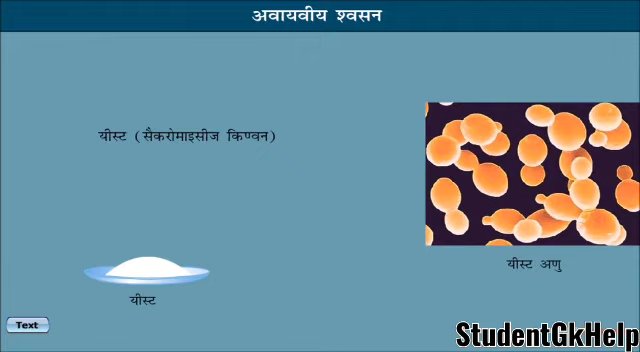 अवायवीय श्वसन
यीस्ट (सैकरोमाइसीज किण्वन)
यीस्ट अणु
यीस्ट
Text
StudentGkHelp